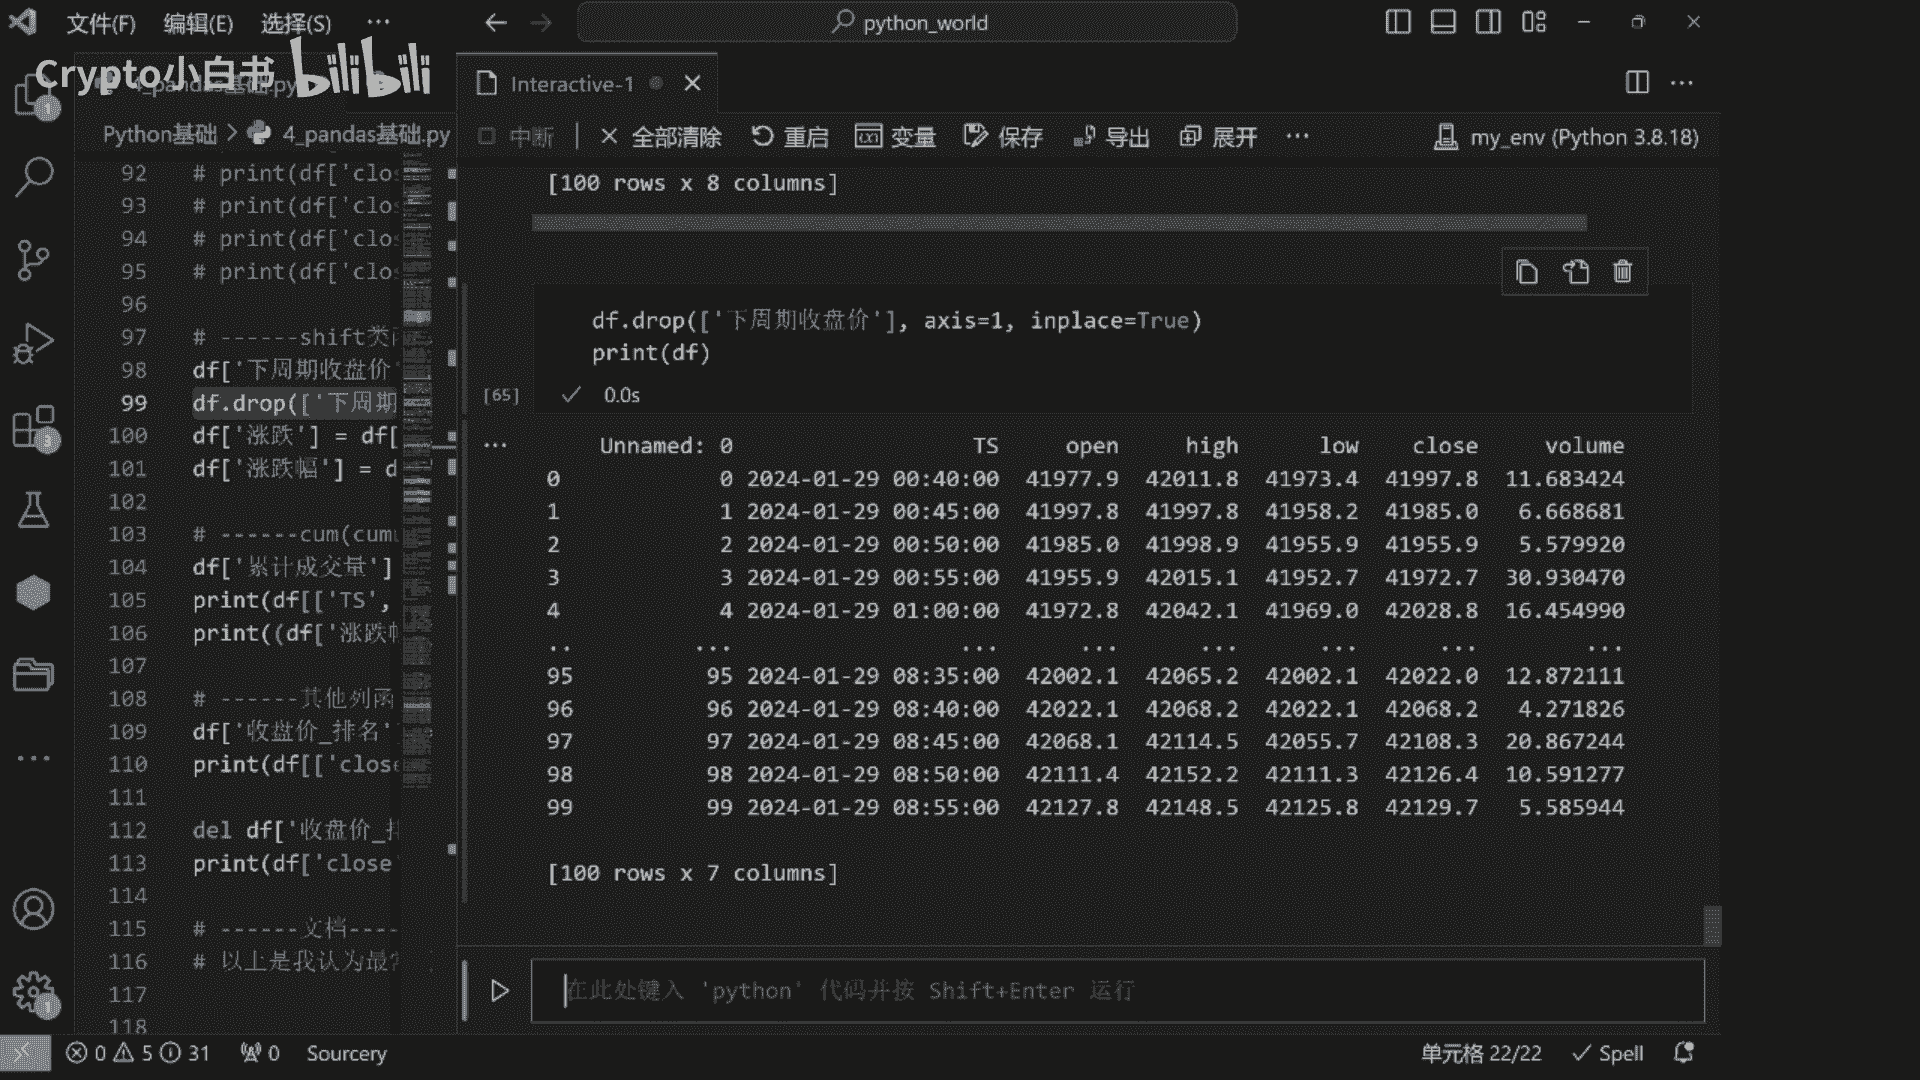 文件(F) 编辑(E) 选择(S) ··· python_world
Crypto小白书 bilibili
Interactive-1
Python基础 > 4_pandas基础.py
中断 全部清除 重启 变量 保存 导出 展开 ··· my_env (Python 3.8.18)
92 # print(df['clo
93 # print(df['clo
94 # print(df['clo
95 # print(df['clo
96
97 # ------shift类
98 df['下周期收盘价'
99 df.drop(['下周期
100 df['涨跌'] = df[
101 df['涨跌幅'] = d
102
103 # ------cum(cumu
104 df['累计成交量']
105 print(df[['TS',
106 print((df['涨跌幅
107
108 # ------其他列函
109 df['收盘价_排名'
110 print(df[['close
111
112 del df['收盘价_排
113 print(df['close'
114
115 # ------文档----
116 # 以上是我认为最常
117
118
[100 rows x 8 columns]
df.drop(['下周期收盘价'], axis=1, inplace=True)
print(df)
[65] 0.0s
··· Unnamed: 0 TS open high low close volume
0 0 2024-01-29 00:40:00 41977.9 42011.8 41973.4 41997.8 11.683424
1 1 2024-01-29 00:45:00 41997.8 41997.8 41958.2 41985.0 6.668681
2 2 2024-01-29 00:50:00 41985.0 41998.9 41955.9 41955.9 5.579920
3 3 2024-01-29 00:55:00 41955.9 42015.1 41952.7 41972.7 30.930470
4 4 2024-01-29 01:00:00 41972.8 42042.1 41969.0 42028.8 16.454990
.. ... ... ... ... ... ... ...
95 95 2024-01-29 08:35:00 42002.1 42065.2 42002.1 42022.0 12.872111
96 96 2024-01-29 08:40:00 42022.1 42068.2 42022.1 42068.2 4.271826
97 97 2024-01-29 08:45:00 42068.1 42114.5 42055.7 42108.3 20.867244
98 98 2024-01-29 08:50:00 42111.4 42152.2 42111.3 42126.4 10.591277
99 99 2024-01-29 08:55:00 42127.8 42148.5 42125.8 42129.7 5.585944
[100 rows x 7 columns]
在此处键入 'python' 代码并按 Shift+Enter 运行
0 5 31 0 Sourcery 单元格 22/22 Spell